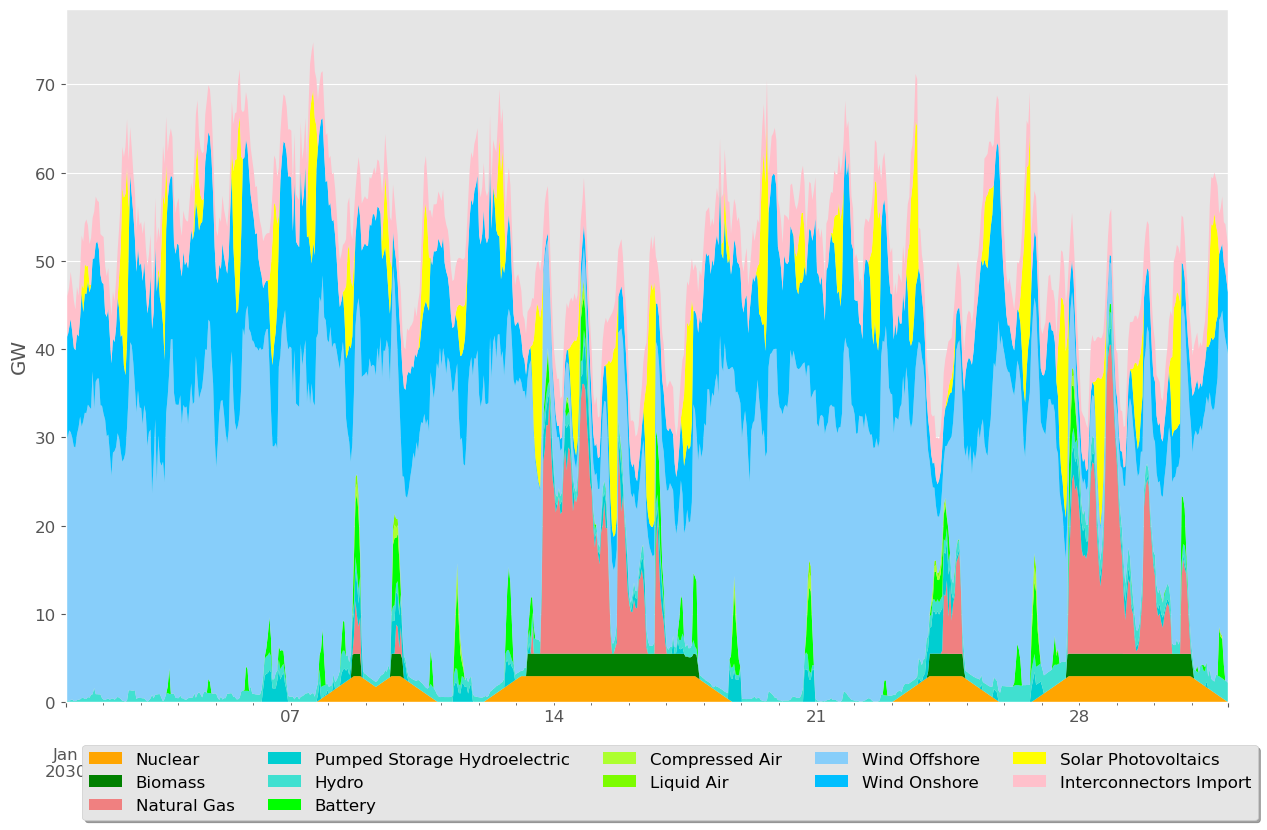 70
60
50
40
30
20
10
0
GW
07
14
21
28
Jan
2030
Nuclear
Biomass
Natural Gas
Pumped Storage Hydroelectric
Hydro
Battery
Compressed Air
Liquid Air
Wind Offshore
Wind Onshore
Solar Photovoltaics
Interconnectors Import